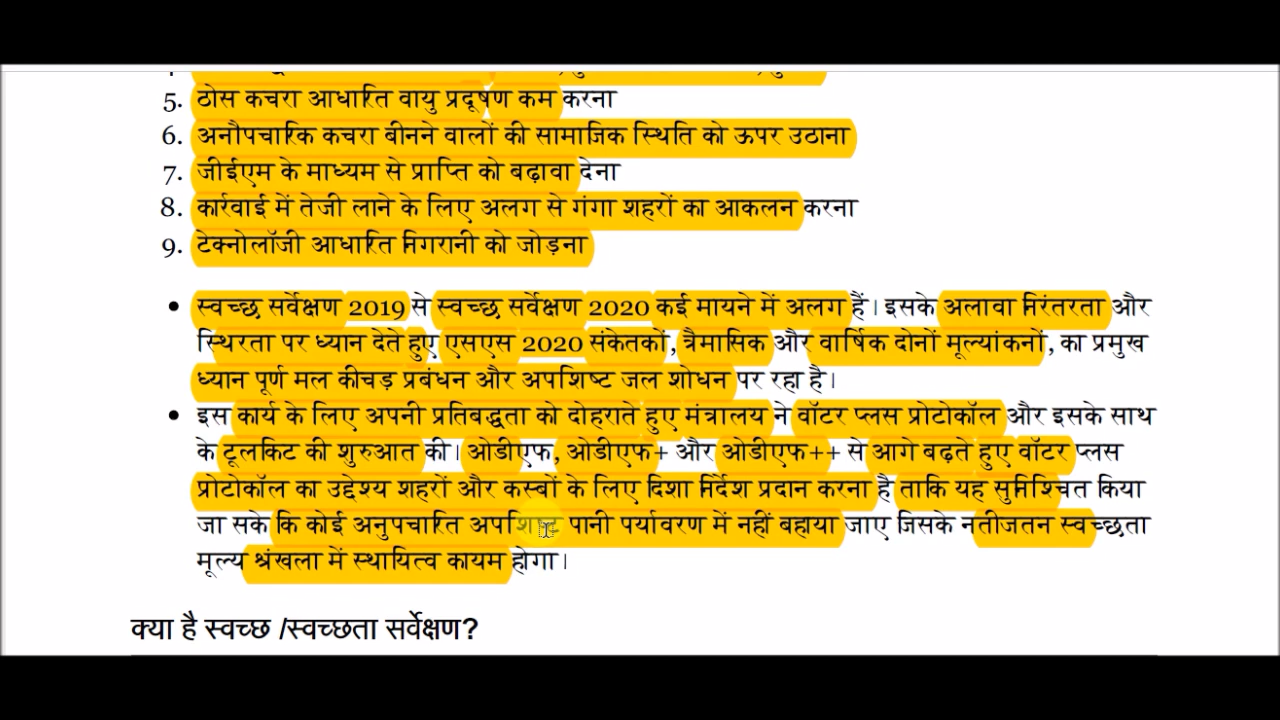 5. ठोस कचरा आधारित वायु प्रदूषण कम करना
6. अनौपचारिक कचरा बीनने वालों की सामाजिक स्थिति को ऊपर उठाना
7. जीईएम के माध्यम से प्राप्ति को बढ़ावा देना
8. कार्रवाई में तेजी लाने के लिए अलग से गंगा शहरों का आकलन करना
9. टेक्नोलॉजी आधारित निगरानी को जोड़ना
• स्वच्छ सर्वेक्षण 2019 से स्वच्छ सर्वेक्षण 2020 कई मायने में अलग हैं। इसके अलावा निरंतरता और
स्थिरता पर ध्यान देते हुए एसएस 2020 संकेतकों, त्रैमासिक और वार्षिक दोनों मूल्यांकनों, का प्रमुख
ध्यान पूर्ण मल कीचड़ प्रबंधन और अपशिष्ट जल शोधन पर रहा है।
• इस कार्य के लिए अपनी प्रतिबद्धता को दोहराते हुए मंत्रालय ने वॉटर प्लस प्रोटोकॉल और इसके साथ
के टूलकिट की शुरुआत की। ओडीएफ, ओडीएफ+ और ओडीएफ++ से आगे बढ़ते हुए वॉटर प्लस
प्रोटोकॉल का उद्देश्य शहरों और कस्बों के लिए दिशा निर्देश प्रदान करना है ताकि यह सुनिश्चित किया
जा सके कि कोई अनुपचारित पानी पर्यावरण में नहीं बहाया जाए जिसके नतीजतन स्वच्छता
मूल्य श्रंखला में स्थायित्व कायम होगा।
क्या है स्वच्छ /स्वच्छता सर्वेक्षण?